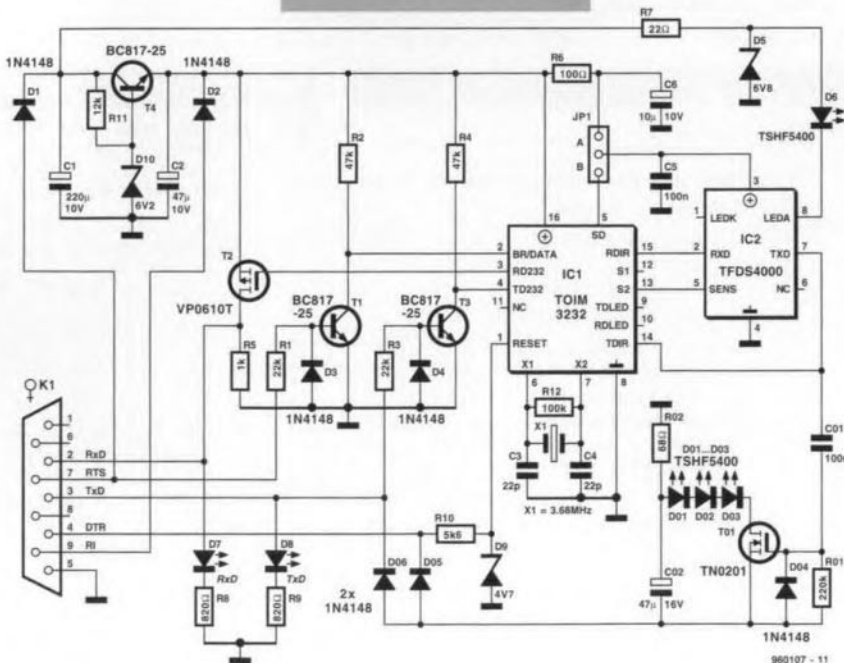 R7
22Ω
1N4148
BC817-25
1N4148
D1
T4
D2
12k
R11
D10
6V2
C1
220µ
10V
C2
47µ
10V
R2
47k
R4
47k
R6
100Ω
C6
10µ
10V
D5
6V8
D6
TSHF5400
JP1
A
B
C5
100n
T2
VP0610T
BC817
-25
T1
BC817
-25
T3
16
5
SD
2
BR/DATA
3
RD232
4
TD232
11
NC
1
RESET
IC1
TOIM
3232
RDIR
15
S1
12
S2
13
TDLED
9
RDLED
10
TDIR
14
X1
X2
6
7
8
3
1
LEDK
LEDA
8
IC2
TFDS4000
2
RXD
TXD
7
5
SENS
NC
6
4
R5
1k
R1
22k
D3
1N4148
R3
22k
D4
1N4148
R12
100k
X1
C3
22p
C4
22p
X1 = 3.68MHz
K1
1
6
2
RxD
7
RTS
3
TxD
8
4
DTR
9
RI
5
D7
RxD
820Ω
R8
D8
TxD
820Ω
R9
R10
5k6
D9
4V7
D06
D05
2x
1N4148
R02
68Ω
D01...D03
TSHF5400
D01
D02
D03
T01
TN0201
C01
100n
C02
47µ
16V
D04
1N4148
R01
220k
960107 - 11